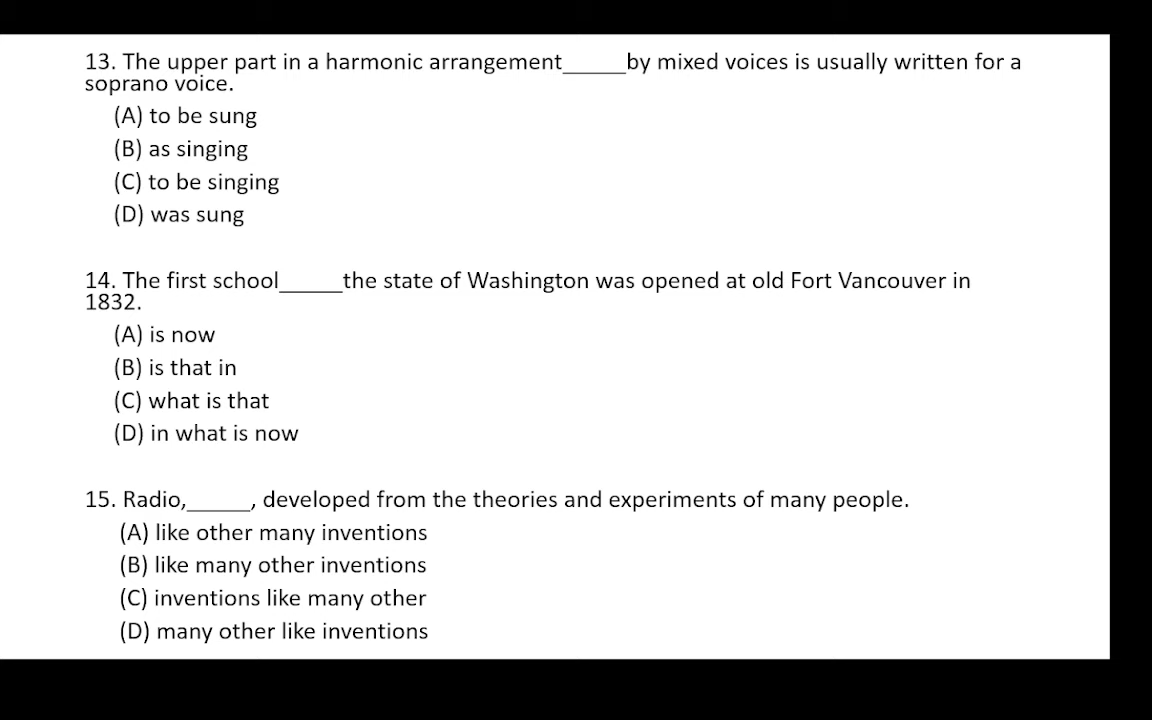 13. The upper part in a harmonic arrangement_____by mixed voices is usually written for a
soprano voice.
(A) to be sung
(B) as singing
(C) to be singing
(D) was sung
14. The first school_____the state of Washington was opened at old Fort Vancouver in
1832.
(A) is now
(B) is that in
(C) what is that
(D) in what is now
15. Radio,_____, developed from the theories and experiments of many people.
(A) like other many inventions
(B) like many other inventions
(C) inventions like many other
(D) many other like inventions